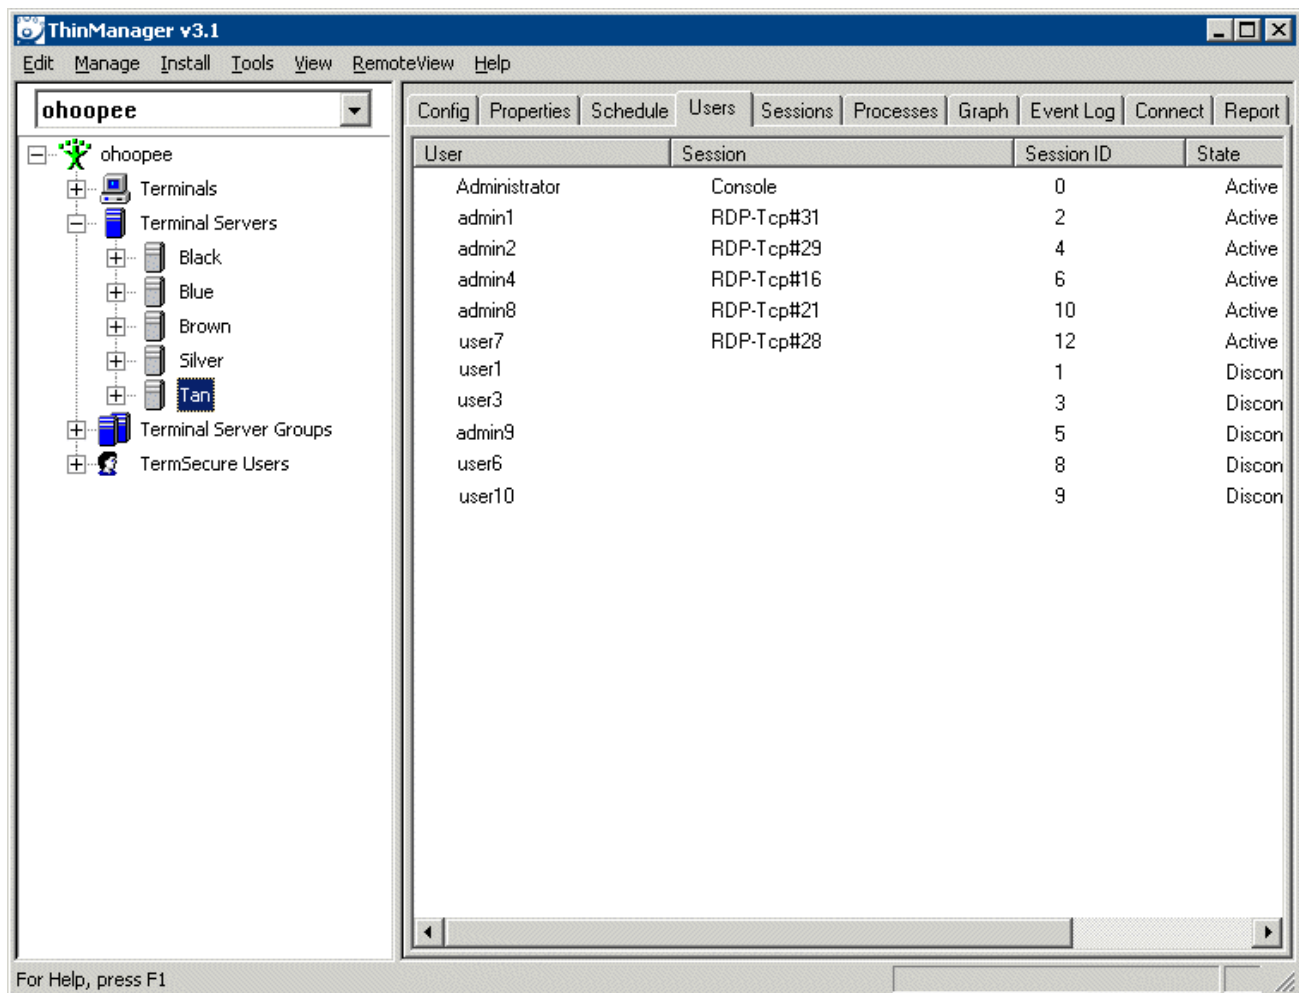 ThinManager v3.1
Edit Manage Install Tools View RemoteView Help
ohoopee
ohoopee
Terminals
Terminal Servers
Black
Blue
Brown
Silver
Tan
Terminal Server Groups
TermSecure Users
Config Properties Schedule Users Sessions Processes Graph Event Log Connect Report
User Session Session ID State
Administrator Console 0 Active
admin1 RDP-Tcp#31 2 Active
admin2 RDP-Tcp#29 4 Active
admin4 RDP-Tcp#16 6 Active
admin8 RDP-Tcp#21 10 Active
user7 RDP-Tcp#28 12 Active
user1 1 Discon
user3 3 Discon
admin9 5 Discon
user6 8 Discon
user10 9 Discon
For Help, press F1